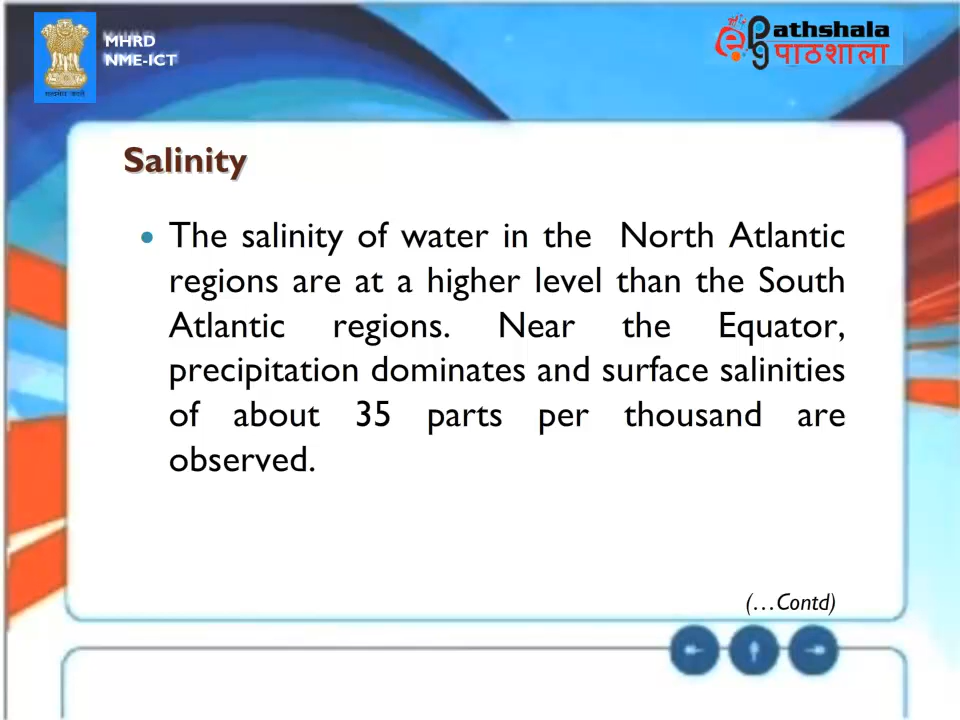 MHRD
NME-ICT
ePathshala
पाठशाला
Salinity
• The salinity of water in the North Atlantic
regions are at a higher level than the South
Atlantic regions. Near the Equator,
precipitation dominates and surface salinities
of about 35 parts per thousand are
observed.
(...Contd)